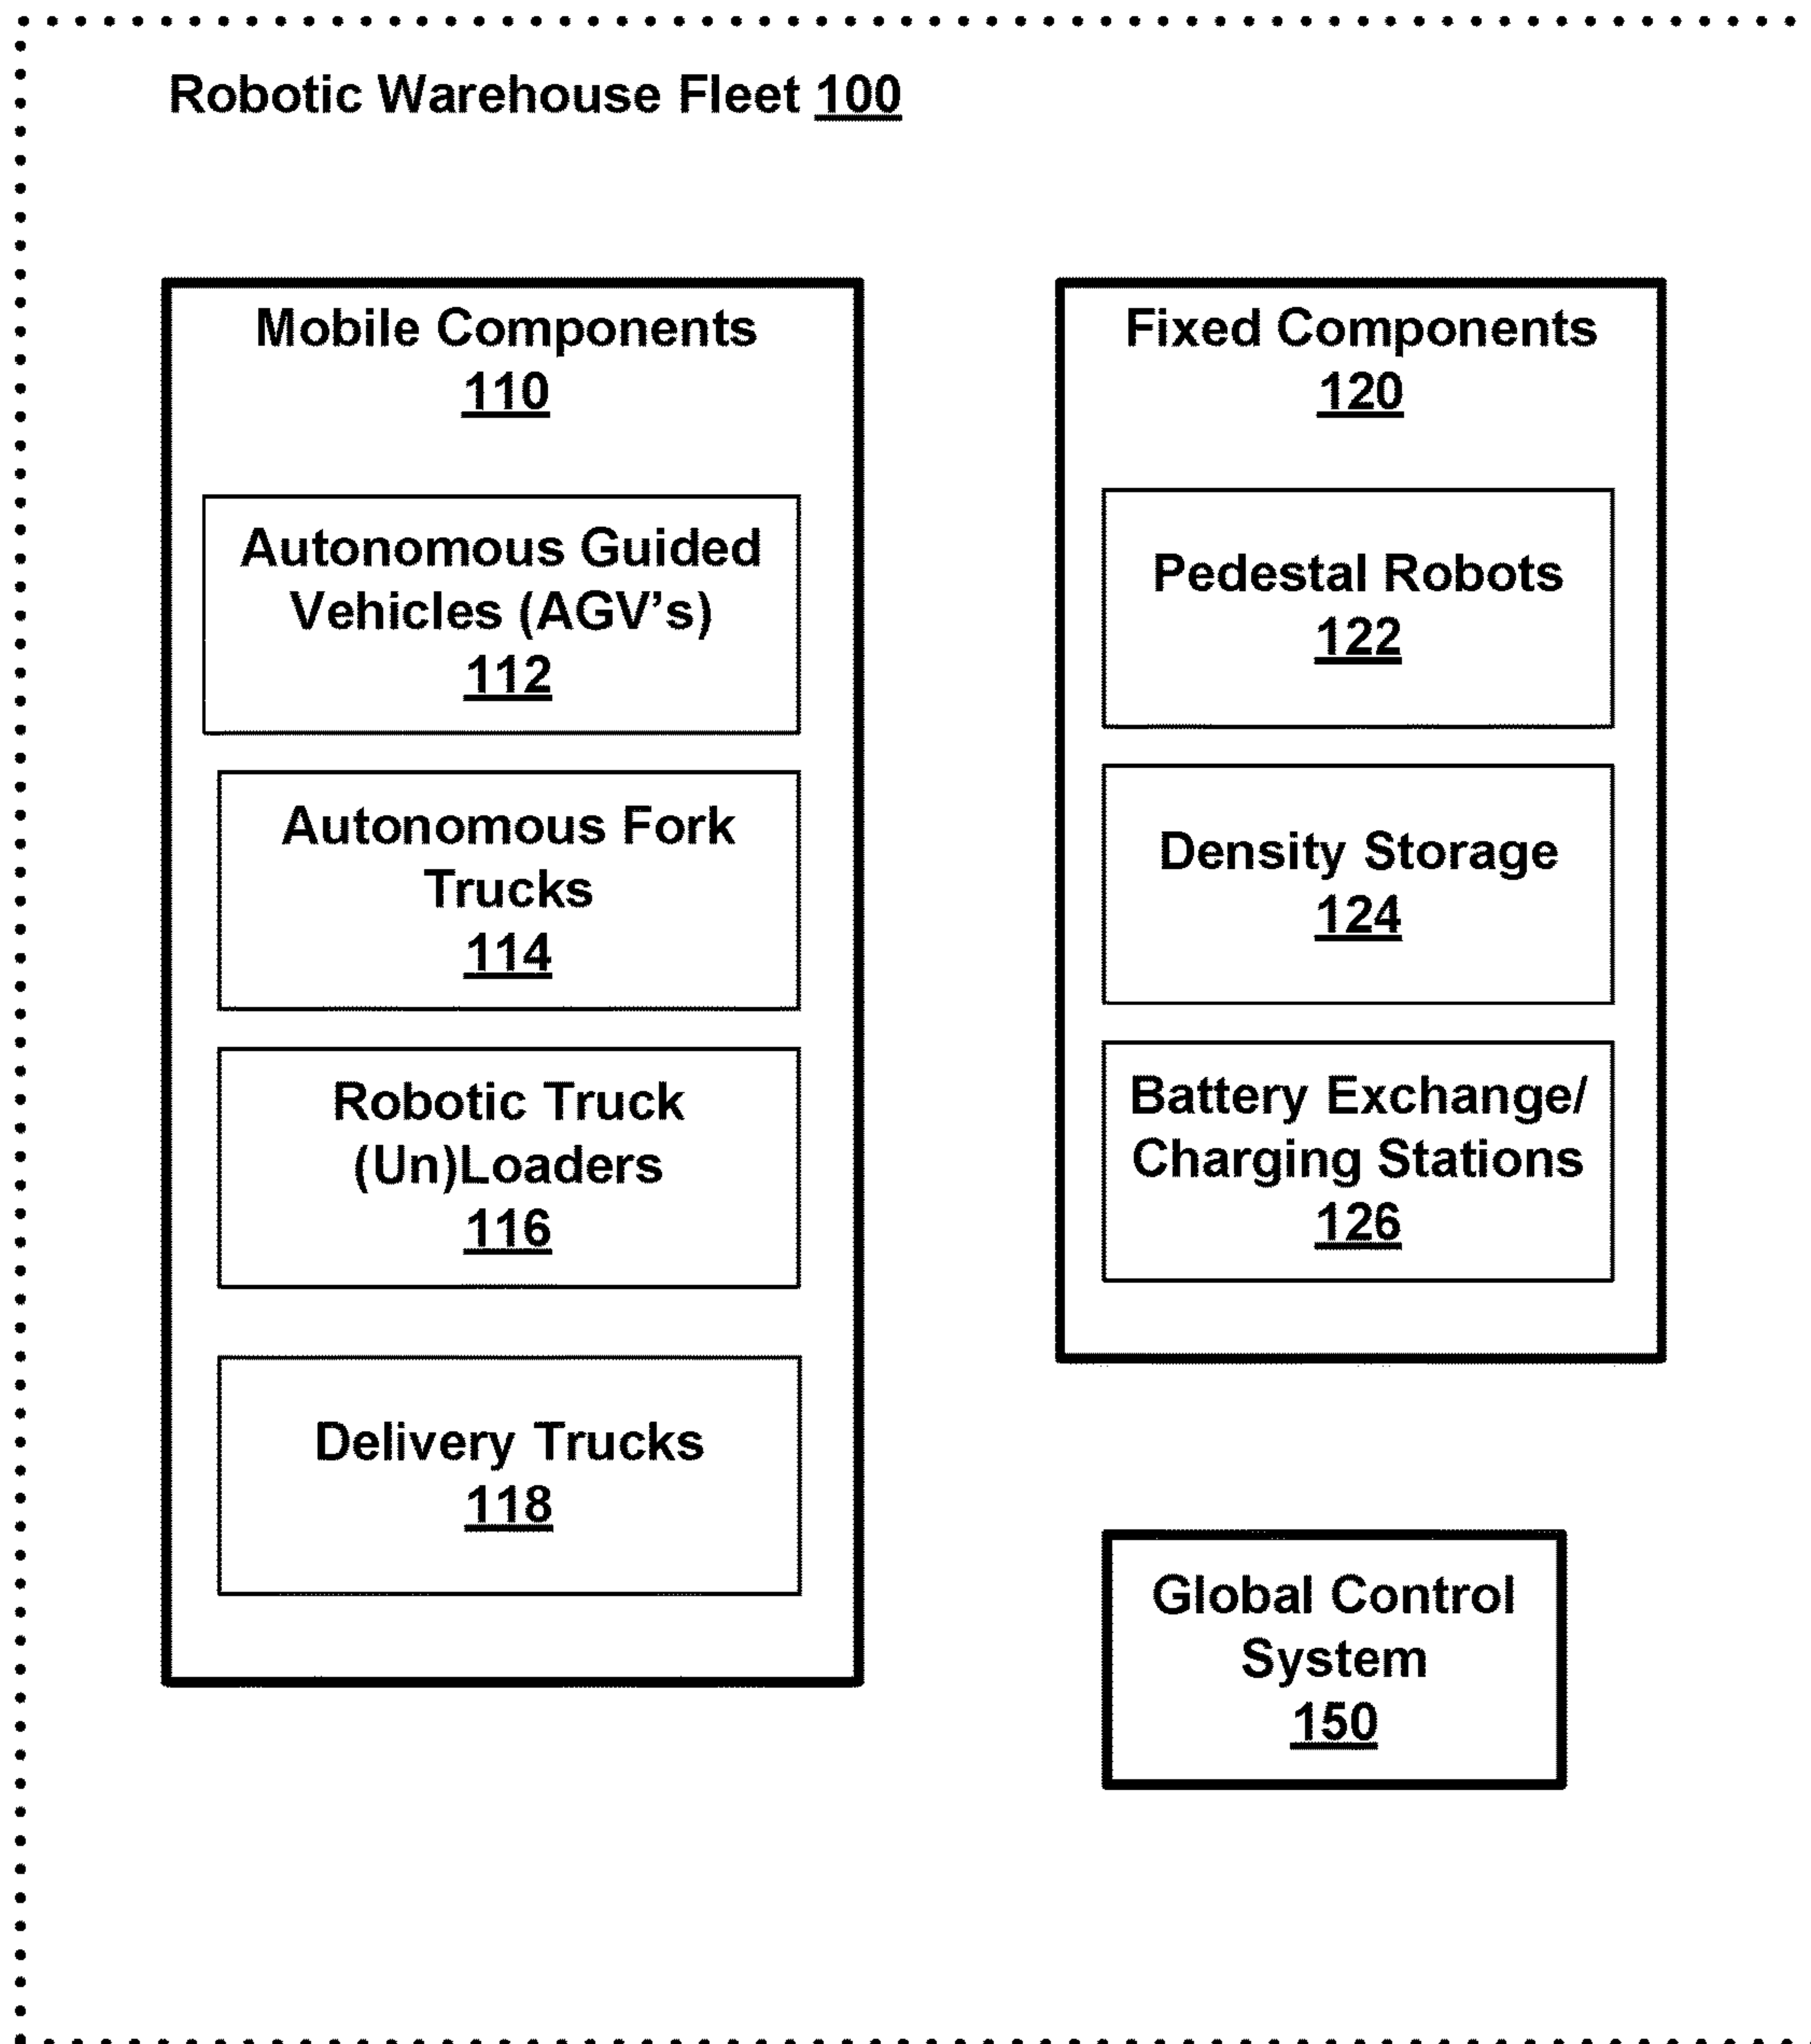 Robotic Warehouse Fleet 100
Mobile Components
110
Autonomous Guided
Vehicles (AGV's)
112
Autonomous Fork
Trucks
114
Robotic Truck
(Un)Loaders
116
Delivery Trucks
118
Fixed Components
120
Pedestal Robots
122
Density Storage
124
Battery Exchange/
Charging Stations
126
Global Control
System
150